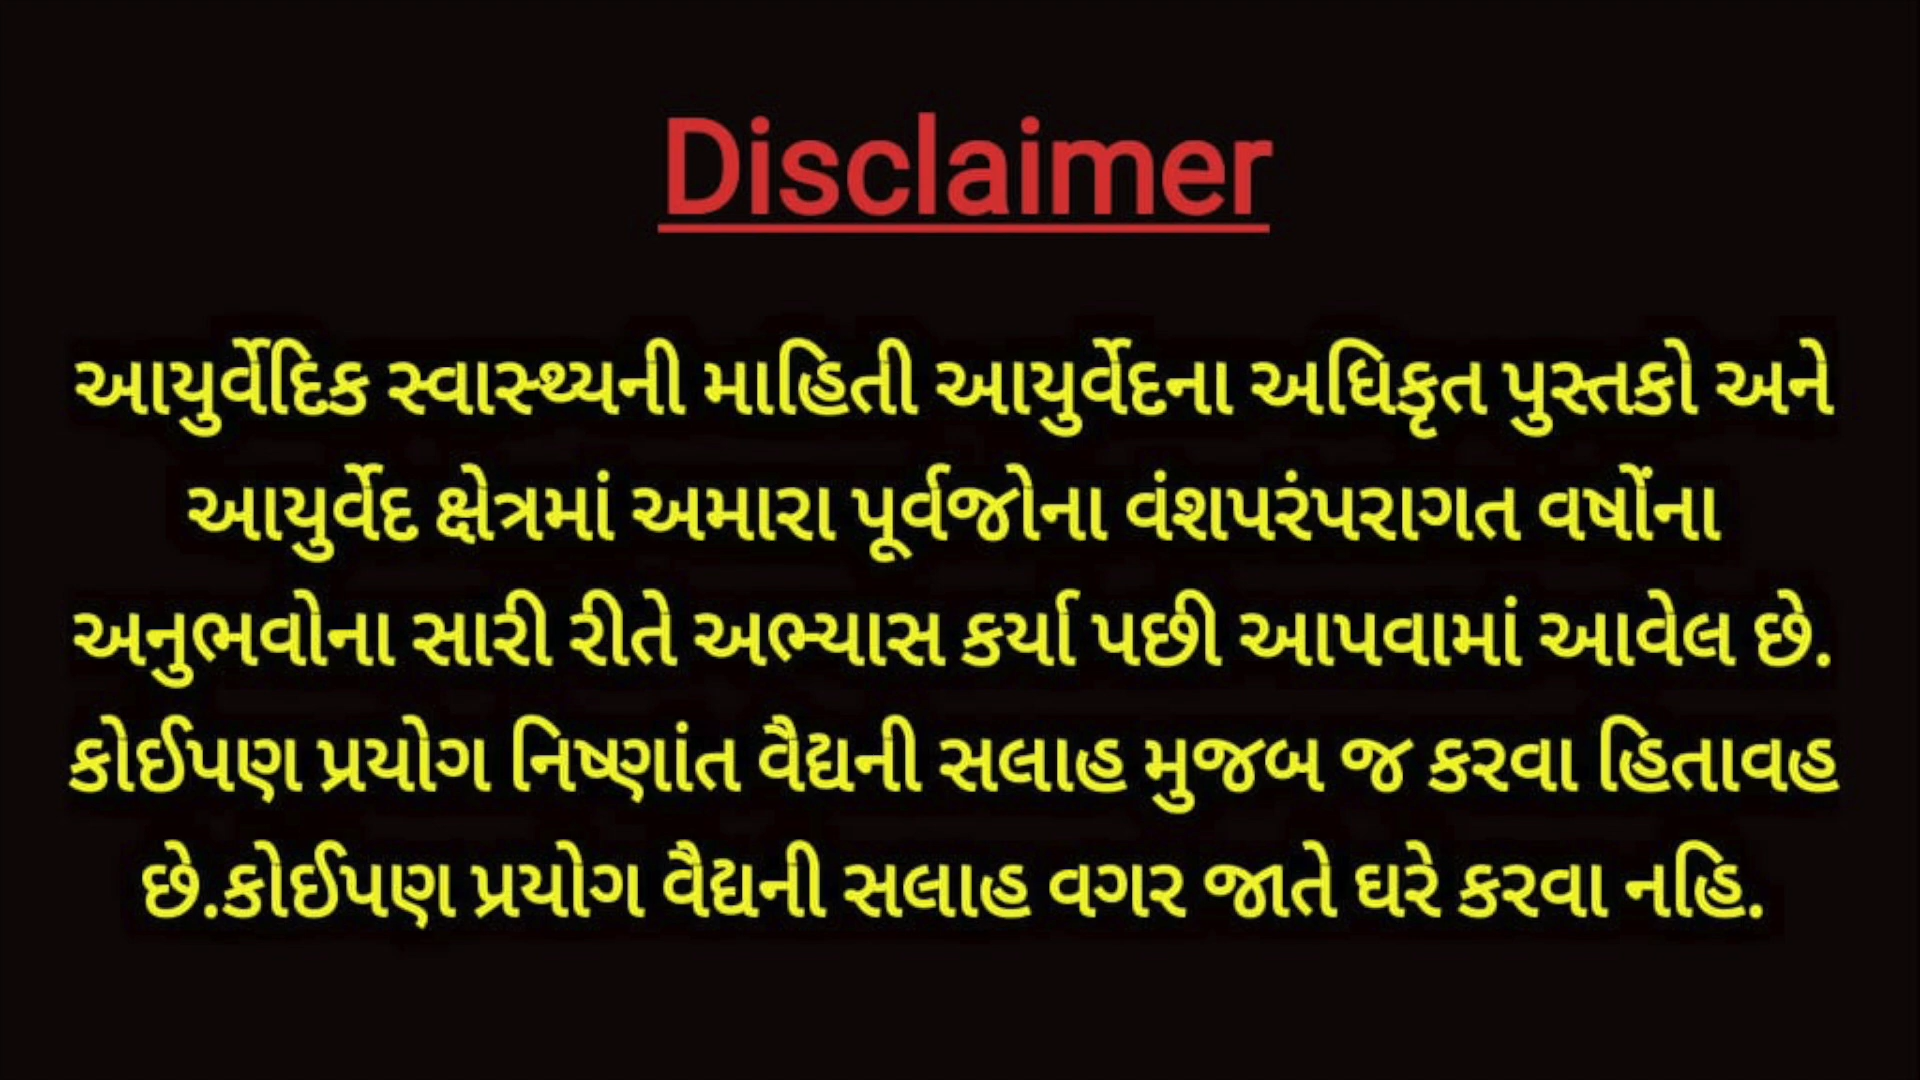 Disclaimer
આયુર્વેદિક સ્વાસ્થ્યની માહિતી આયુર્વેદના અધિકૃત પુસ્તકો અને
આયુર્વેદ ક્ષેત્રમાં અમારા પૂર્વજોના વંશપરંપરાગત વર્ષોના
અનુભવોના સારી રીતે અભ્યાસ કર્યા પછી આપવામાં આવેલ છે.
કોઈપણ પ્રયોગ નિષ્ણાંત વૈદ્યની સલાહ મુજબ જ કરવા હિતાવહ
છે.કોઈપણ પ્રયોગ વૈદ્યની સલાહ વગર જાતે ઘરે કરવા નહિ.